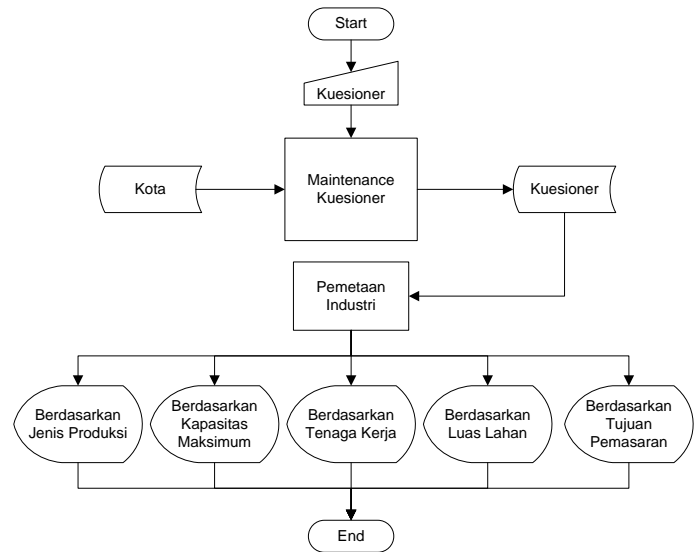 Start
Kuesioner
Kota
Maintenance
Kuesioner
Kuesioner
Pemetaan
Industri
Berdasarkan
Jenis Produksi
Berdasarkan
Kapasitas
Maksimum
Berdasarkan
Tenaga Kerja
Berdasarkan
Luas Lahan
Berdasarkan
Tujuan
Pemasaran
End